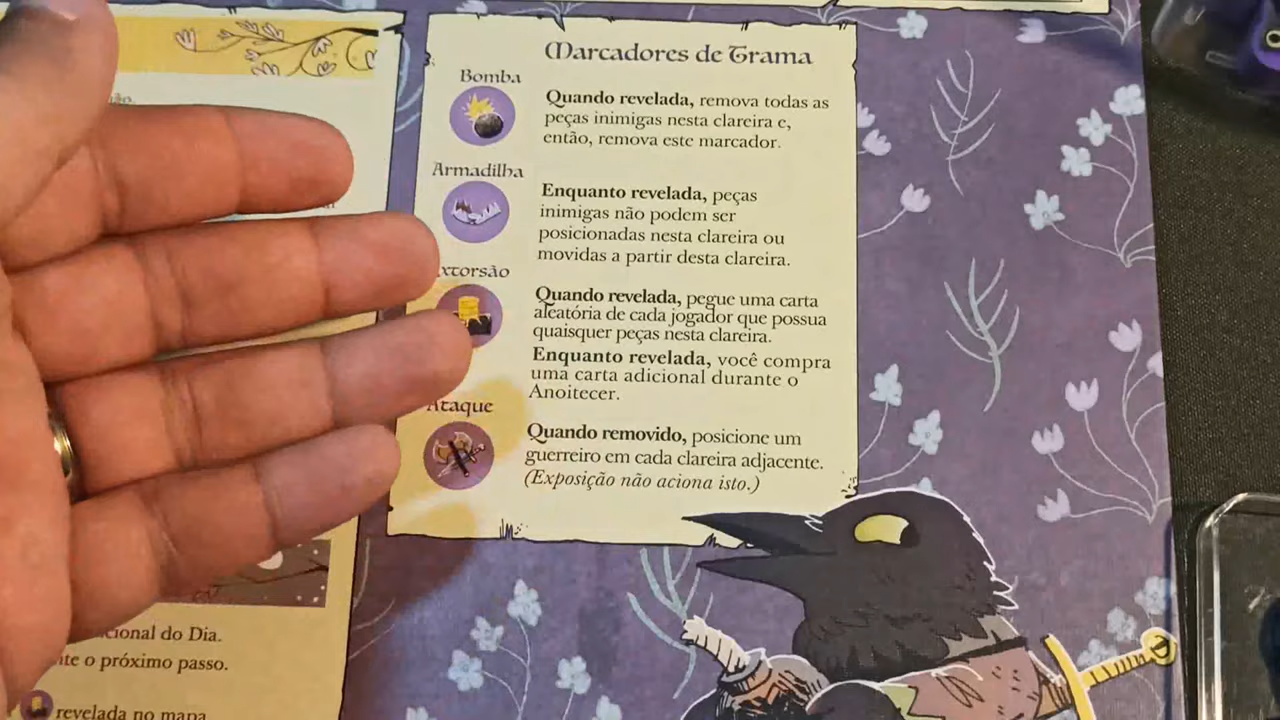 Marcadores de Trama
Bomba
Quando revelada, remova todas as
peças inimigas nesta clareira e,
então, remova este marcador.
Armadilha
Enquanto revelada, peças
inimigas não podem ser
posicionadas nesta clareira ou
movidas a partir desta clareira.
xtorsão
Quando revelada, pegue uma carta
aleatória de cada jogador que possua
quaisquer peças nesta clareira.
Enquanto revelada, você compra
uma carta adicional durante o
Anoitecer.
Ataque
Quando removido, posicione um
guerreiro em cada clareira adjacente.
(Exposição não aciona isto.)
cional do Dia.
te o próximo passo.
revelada no mapa